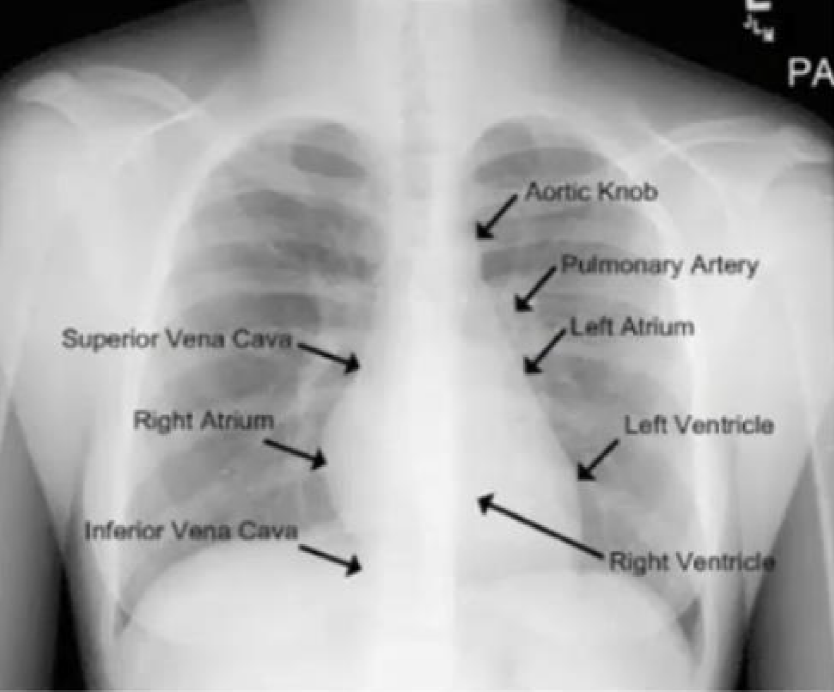 PA
Aortic Knob
Pulmonary Artery
Left Atrium
Superior Vena Cava
Right Atrium
Left Ventricle
Inferior Vena Cava
Right Ventricle